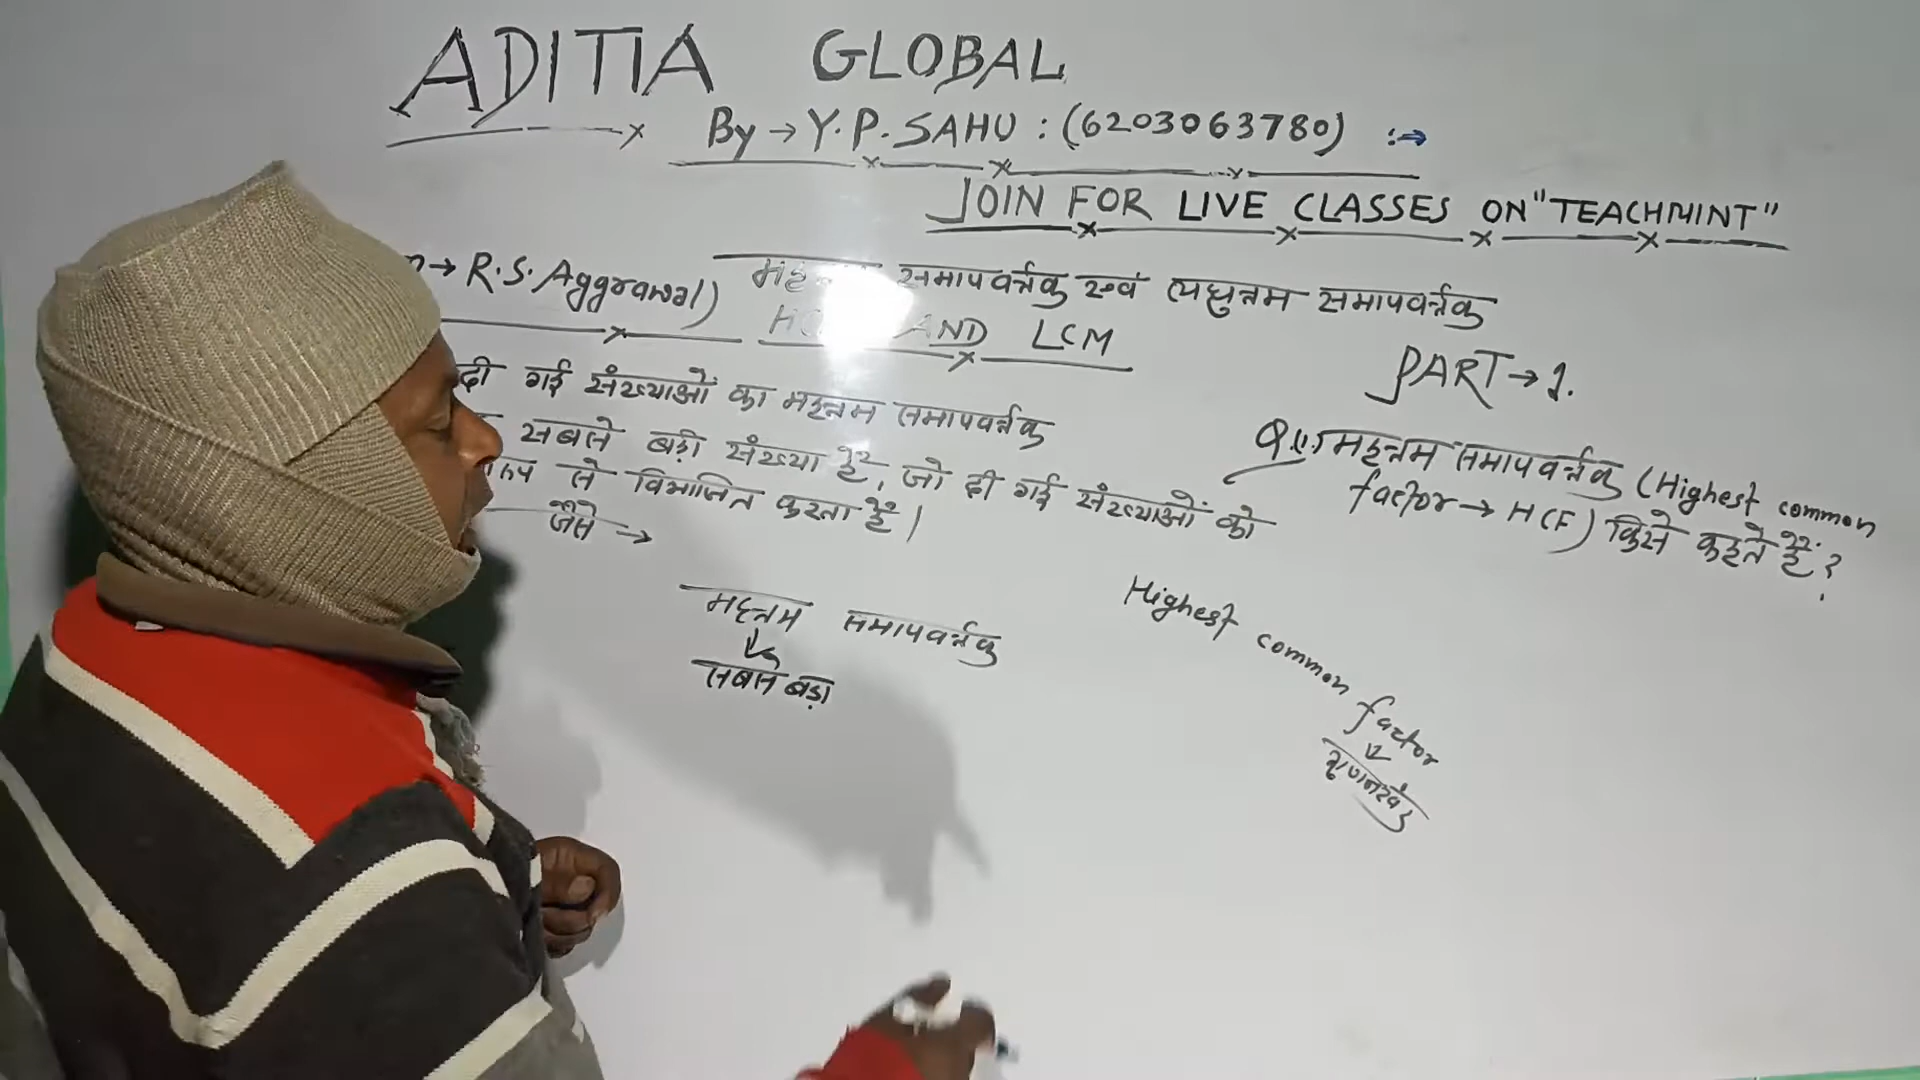 ADITIA GLOBAL
By → Y.P. SAHU : (6203063780) :⇒
JOIN FOR LIVE CLASSES ON "TEACHMINT"
→ R.S. Aggrawal)
समापवर्त्तक एवं लघुत्तम समापवर्त्तक
AND LCM
PART → 1.
दी गई संख्याओं का महत्तम समापवर्त्तक
सबसे बड़ी संख्या है, जो दी गई संख्याओं को
से विभाजित करता है।
जैसे →
महत्तम समापवर्त्तक (Highest common
factor → HCF) किसे कहते हैं?
महत्तम समापवर्त्तक
सबसे बड़ा
Highest common factor
गुणनखंड